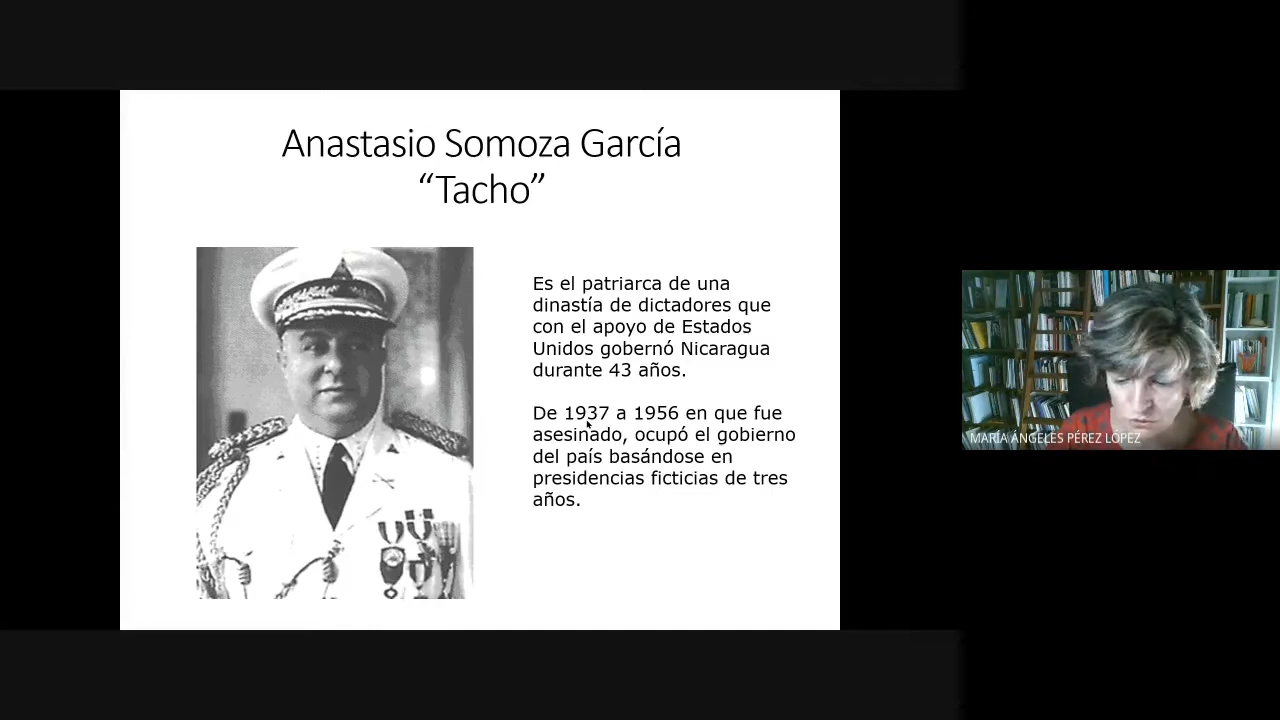 Anastasio Somoza García
“Tacho”
Es el patriarca de una
dinastía de dictadores que
con el apoyo de Estados
Unidos gobernó Nicaragua
durante 43 años.
De 1937 a 1956 en que fue
asesinado, ocupó el gobierno
del país basándose en
presidencias ficticias de tres
años.
MARÍA ÁNGELES PÉREZ LÓPEZ